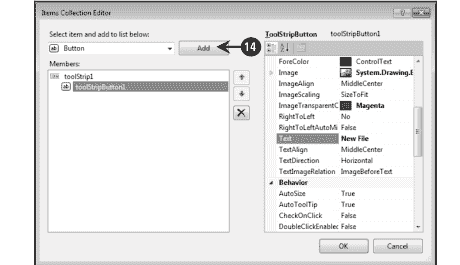 Items Collection Editor
Select item and add to list below:
Button
Add
14
Members:
toolStrip1
toolStripButton1
ToolStripButton toolStripButton1
ForeColor ControlText
Image System.Drawing.E
ImageAlign MiddleCenter
ImageScaling SizeToFit
ImageTransparentC Magenta
RightToLeft No
RightToLeftAutoMi False
Text New File
TextAlign MiddleCenter
TextDirection Horizontal
TextImageRelation ImageBeforeText
Behavior
AutoSize True
AutoToolTip True
CheckOnClick False
DoubleClickEnablec False
OK Cancel